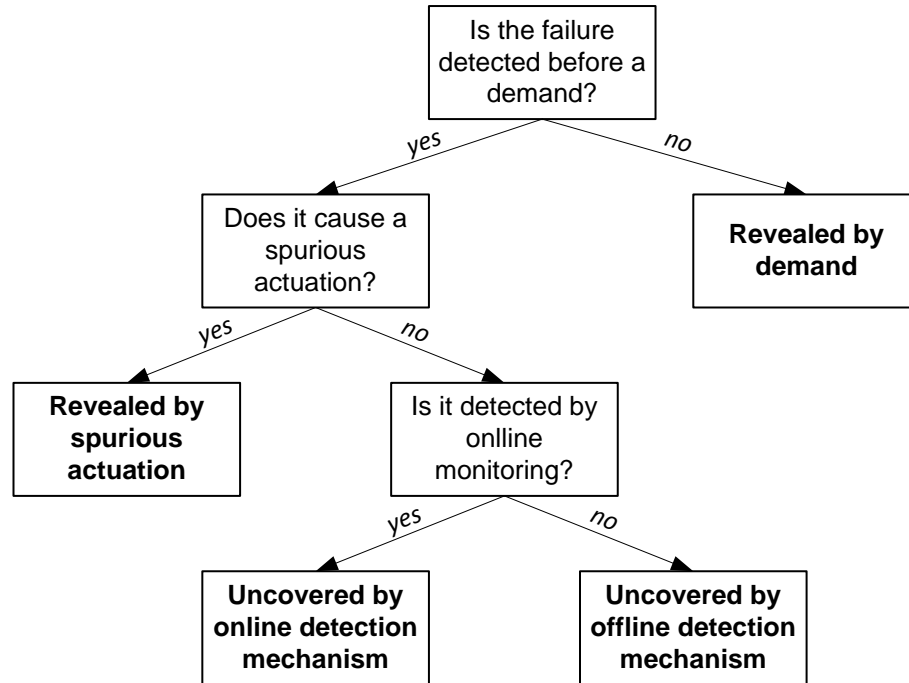 Is the failure
detected before a
demand?
yes
no
Does it cause a
spurious
actuation?
Revealed by
demand
yes
no
Revealed by
spurious
actuation
Is it detected by
onlline
monitoring?
yes
no
Uncovered by
online detection
mechanism
Uncovered by
offline detection
mechanism